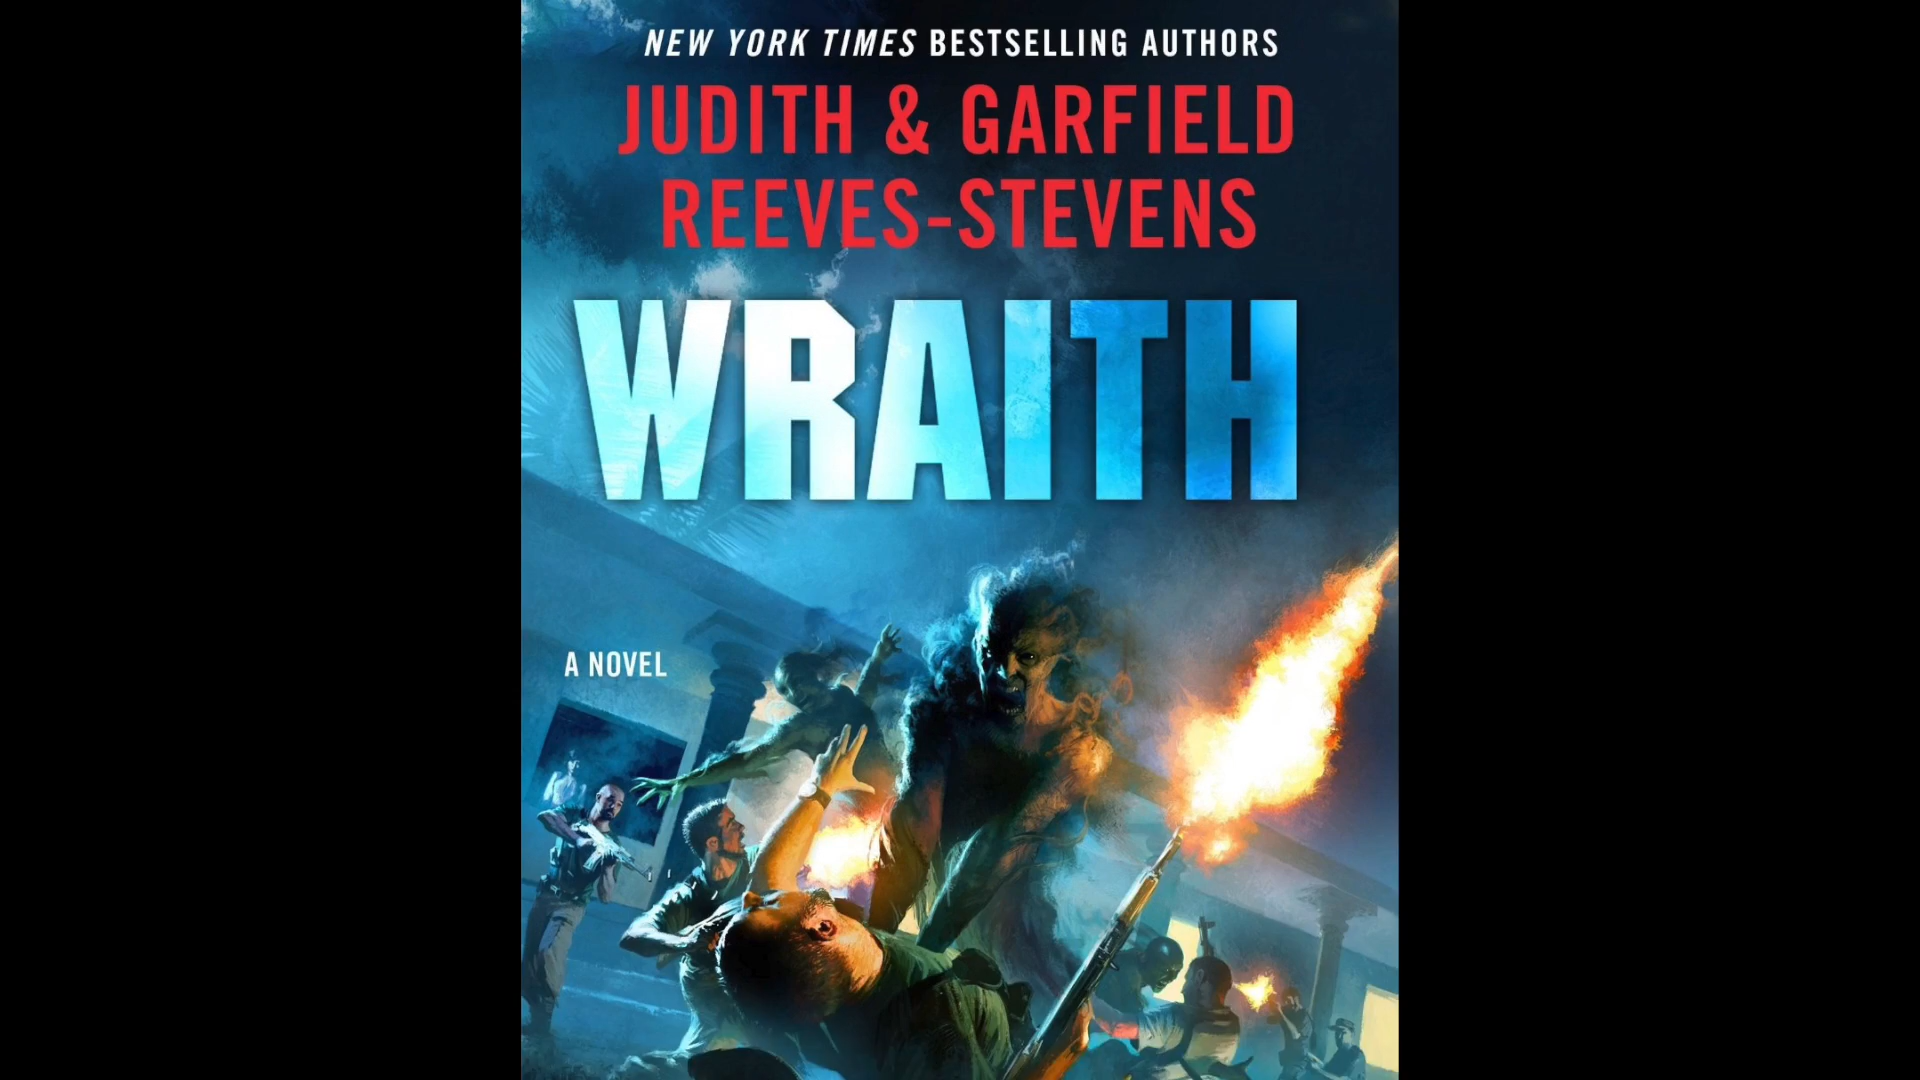 NEW YORK TIMES BESTSELLING AUTHORS
JUDITH & GARFIELD
REEVES-STEVENS
WRAITH
A NOVEL